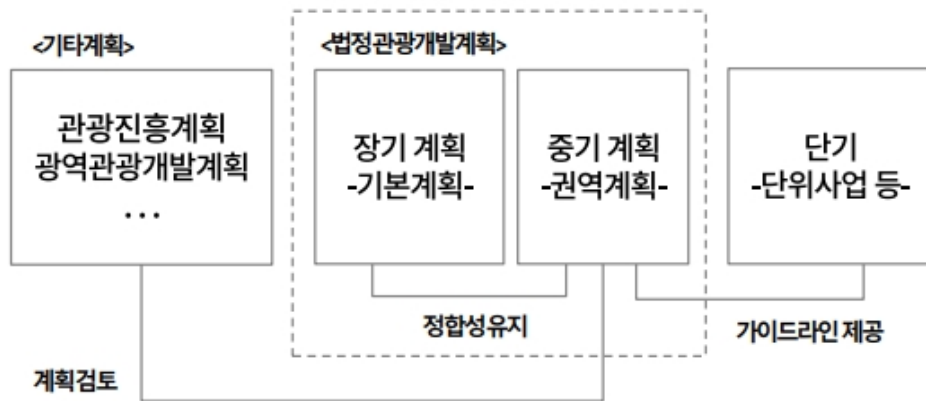 <기타계획>
관광진흥계획
광역관광개발계획
...
<법정관광개발계획>
장기 계획
-기본계획-
중기 계획
-권역계획-
단기
-단위사업 등-
정합성유지
가이드라인 제공
계획검토